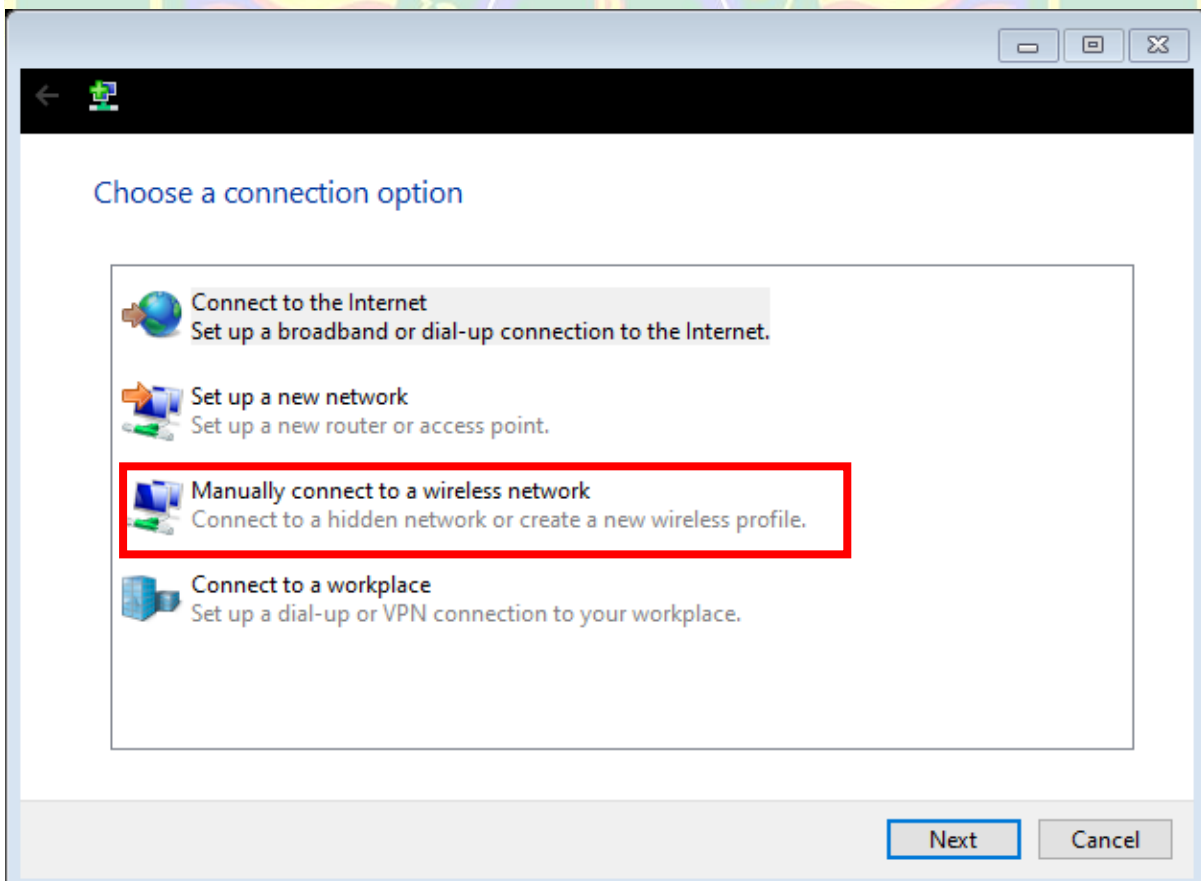 Choose a connection option
Connect to the Internet
Set up a broadband or dial-up connection to the Internet.
Set up a new network
Set up a new router or access point.
Manually connect to a wireless network
Connect to a hidden network or create a new wireless profile.
Connect to a workplace
Set up a dial-up or VPN connection to your workplace.
Next
Cancel